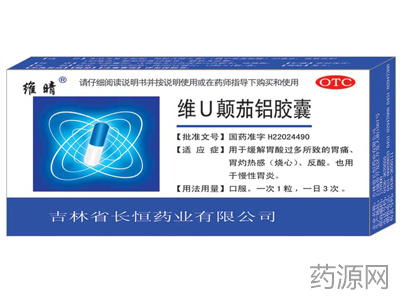 维晴®
请仔细阅读说明书并按说明使用或在药师指导下购买和使用
OTC
维U颠茄铝胶囊
【批准文号】国药准字 H22024490
【适应症】用于缓解胃酸过多所致的胃痛、
胃灼热感(烧心)、反酸。也用
于慢性胃炎。
【用法用量】口服。一次1粒，一日3次。
吉林省长恒药业有限公司
药源网